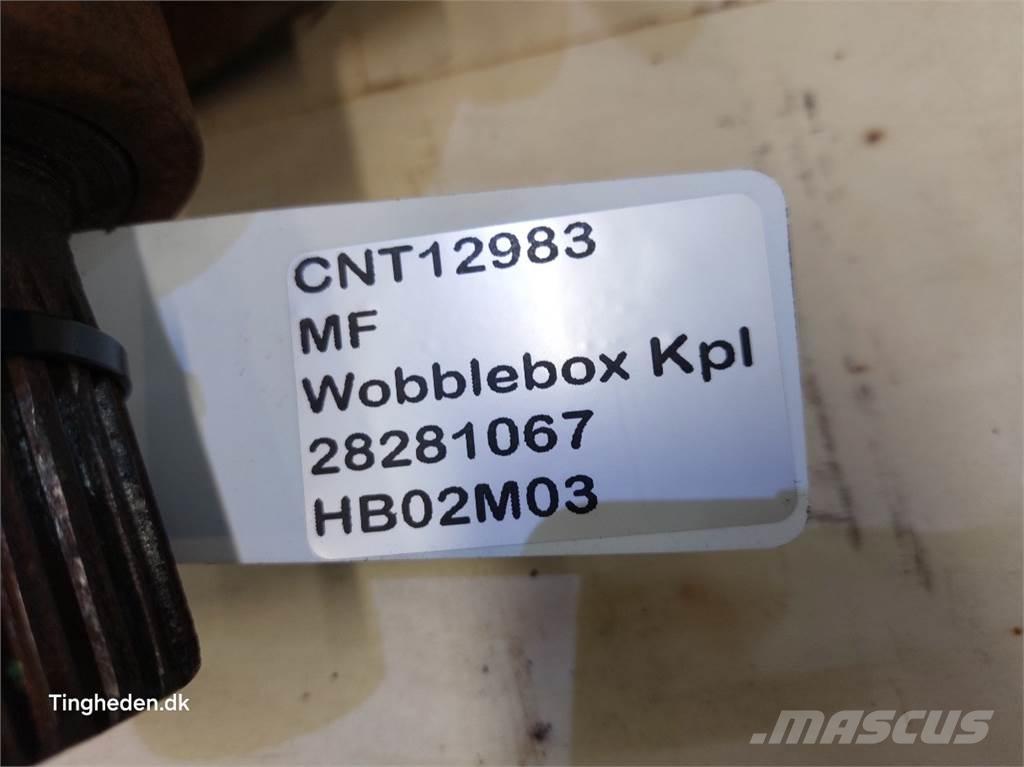 CNT12983
MF
Wobblebox Kpl
28281067
HB02M03
Tingheden.dk
MASCUS